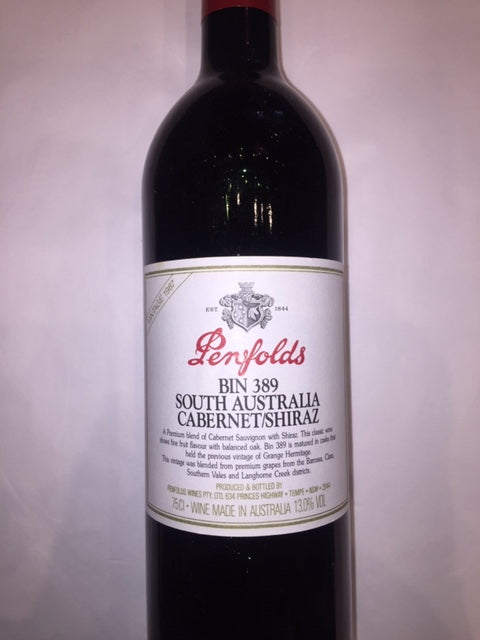 VINTAGE 1987
EST. 1844
Penfolds
BIN 389
SOUTH AUSTRALIA
CABERNET/SHIRAZ
A Premium blend of Cabernet Sauvignon with Shiraz. This classic wine
shows fine fruit flavour with balanced oak. Bin 389 is matured in casks that
held the previous vintage of Grange Hermitage.
This vintage was blended from premium grapes from the Barossa, Clare,
Southern Vales and Langhorne Creek districts.
PRODUCED & BOTTLED BY
PENFOLDS WINES PTY. LTD. 634 PRINCES HIGHWAY • TEMPE • NSW • 2044
75Cl • WINE MADE IN AUSTRALIA 13.0% VOL